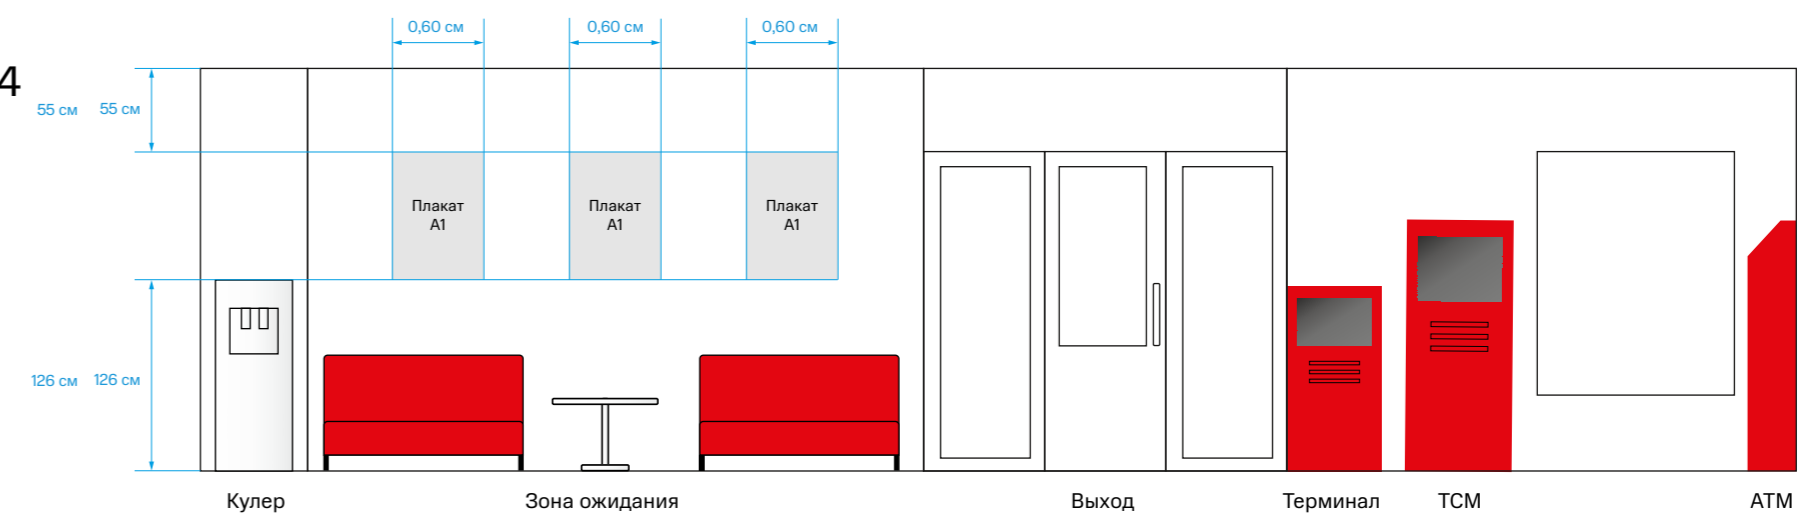 0,60 см
0,60 см
0,60 см
4
55 см
55 см
Плакат
А1
Плакат
А1
Плакат
А1
126 см
126 см
Кулер
Зона ожидания
Выход
Терминал
ТСМ
АТМ